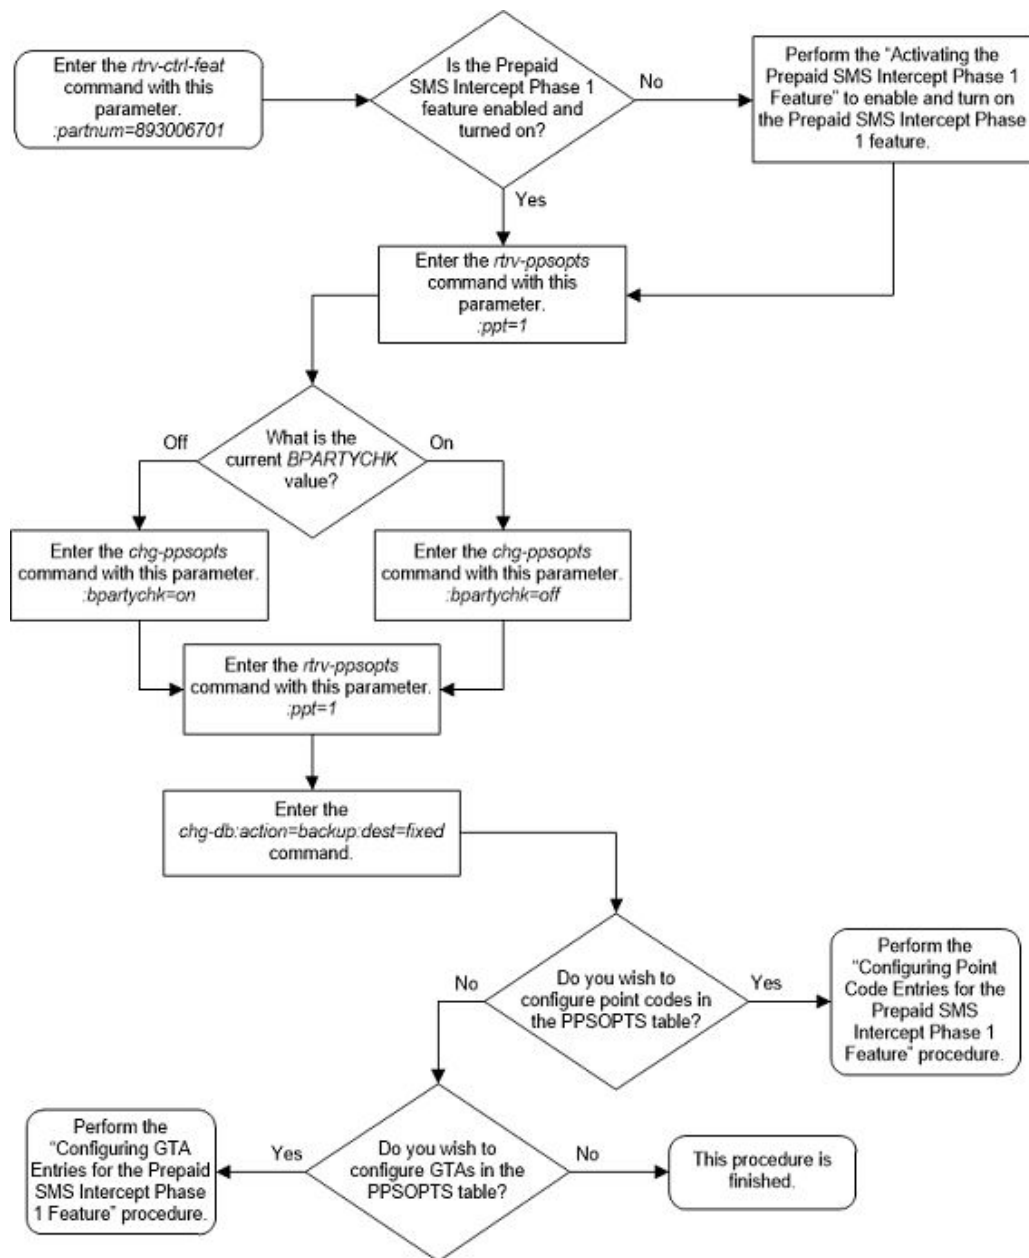 Enter the rtrv-ctrl-feat
command with this
parameter.
:partnum=893006701
Is the Prepaid
SMS Intercept Phase 1
feature enabled and
turned on?
No
Perform the "Activating the
Prepaid SMS Intercept Phase 1
Feature" to enable and turn on
the Prepaid SMS Intercept Phase
1 feature.
Yes
Enter the rtrv-ppsopts
command with this
parameter.
:ppt=1
What is the
current BPARTYCHK
value?
Off
On
Enter the chg-ppsopts
command with this parameter.
:bpartychk=on
Enter the chg-ppsopts
command with this parameter.
:bpartychk=off
Enter the rtrv-ppsopts
command with this parameter.
:ppt=1
Enter the
chg-db:action=backup:dest=fixed
command.
Do you wish to
configure point codes in
the PPSOPTS table?
No
Yes
Perform the
"Configuring Point
Code Entries for the
Prepaid SMS
Intercept Phase 1
Feature" procedure.
Do you wish to
configure GTAs in the
PPSOPTS table?
Yes
No
Perform the
"Configuring GTA
Entries for the Prepaid
SMS Intercept Phase
1 Feature" procedure.
This procedure is
finished.